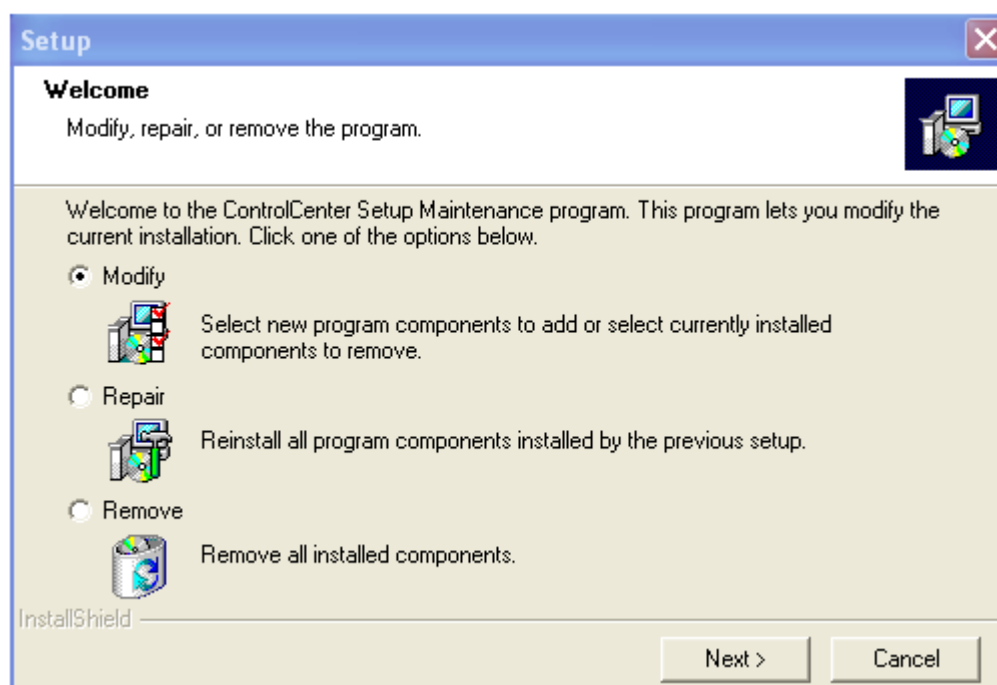 Setup
Welcome
Modify, repair, or remove the program.
Welcome to the ControlCenter Setup Maintenance program. This program lets you modify the
current installation. Click one of the options below.
Modify
Select new program components to add or select currently installed
components to remove.
Repair
Reinstall all program components installed by the previous setup.
Remove
Remove all installed components.
InstallShield
Next >
Cancel